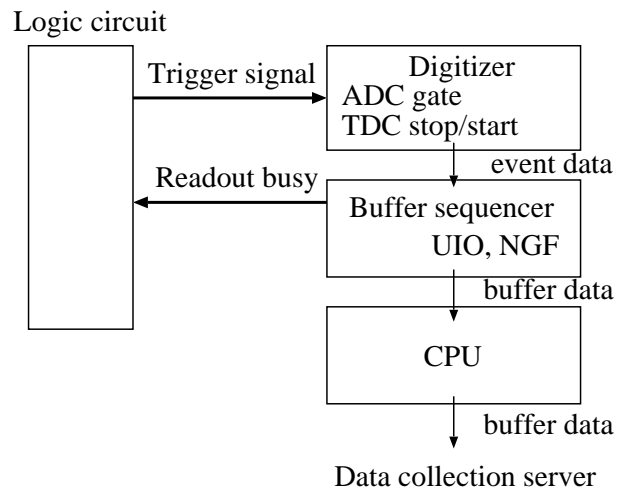 Logic circuit
Trigger signal
Digitizer
ADC gate
TDC stop/start
event data
Readout busy
Buffer sequencer
UIO, NGF
buffer data
CPU
buffer data
Data collection server